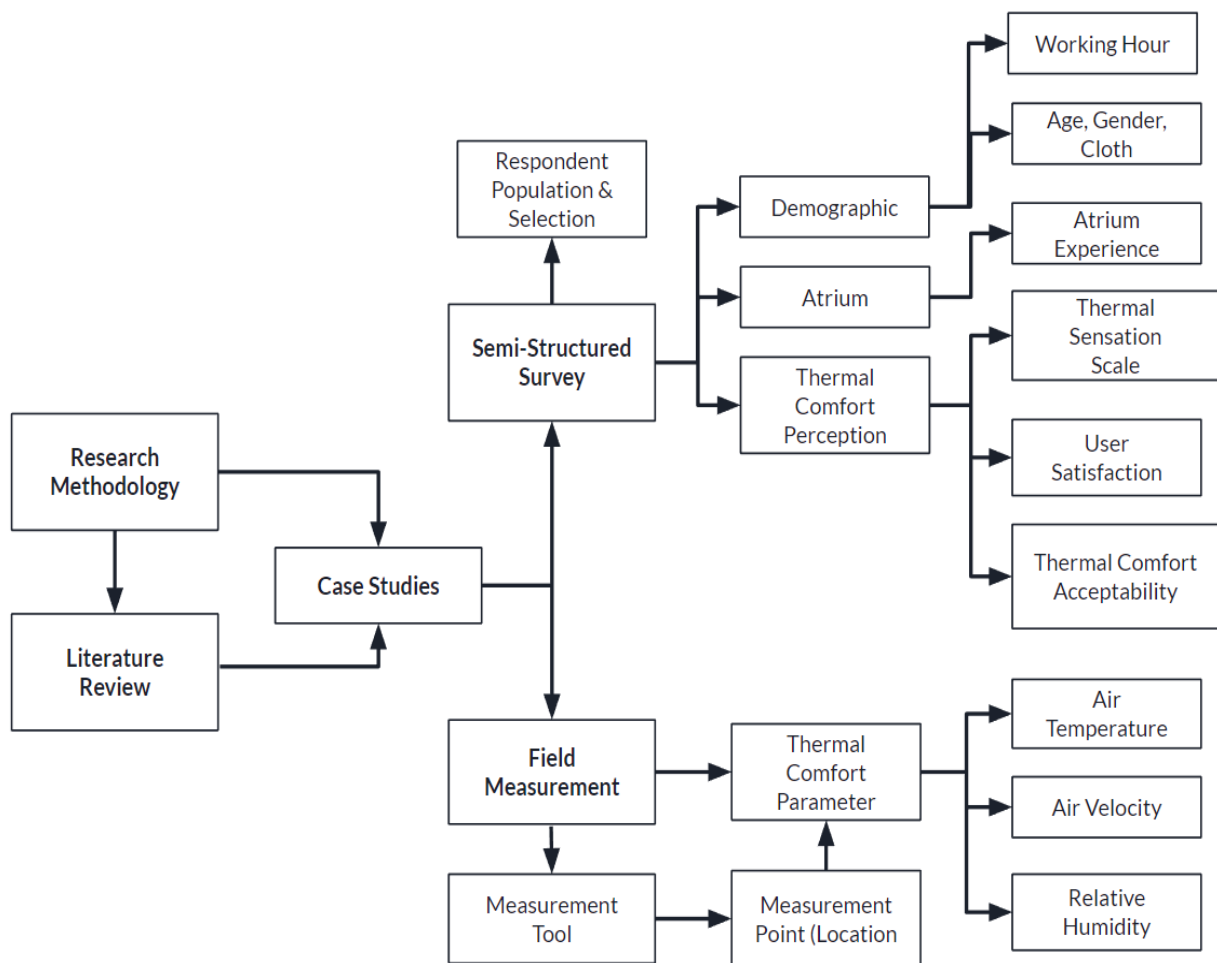 Working Hour
Age, Gender,
Cloth
Respondent
Population &
Selection
Demographic
Atrium
Experience
Atrium
Semi-Structured
Survey
Thermal
Sensation
Scale
Thermal
Comfort
Perception
Research
Methodology
User
Satisfaction
Case Studies
Thermal Comfort
Acceptability
Literature
Review
Air
Temperature
Field
Measurement
Thermal
Comfort
Parameter
Air Velocity
Measurement
Tool
Measurement
Point (Location
Relative
Humidity